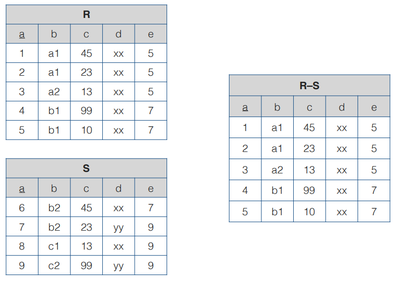 R
a b c d e
1 a1 45 xx 5
2 a1 23 xx 5
3 a2 13 xx 5
4 b1 99 xx 7
5 b1 10 xx 7
S
a b c d e
6 b2 45 xx 7
7 b2 23 yy 9
8 c1 13 xx 9
9 c2 99 yy 9
R–S
a b c d e
1 a1 45 xx 5
2 a1 23 xx 5
3 a2 13 xx 5
4 b1 99 xx 7
5 b1 10 xx 7